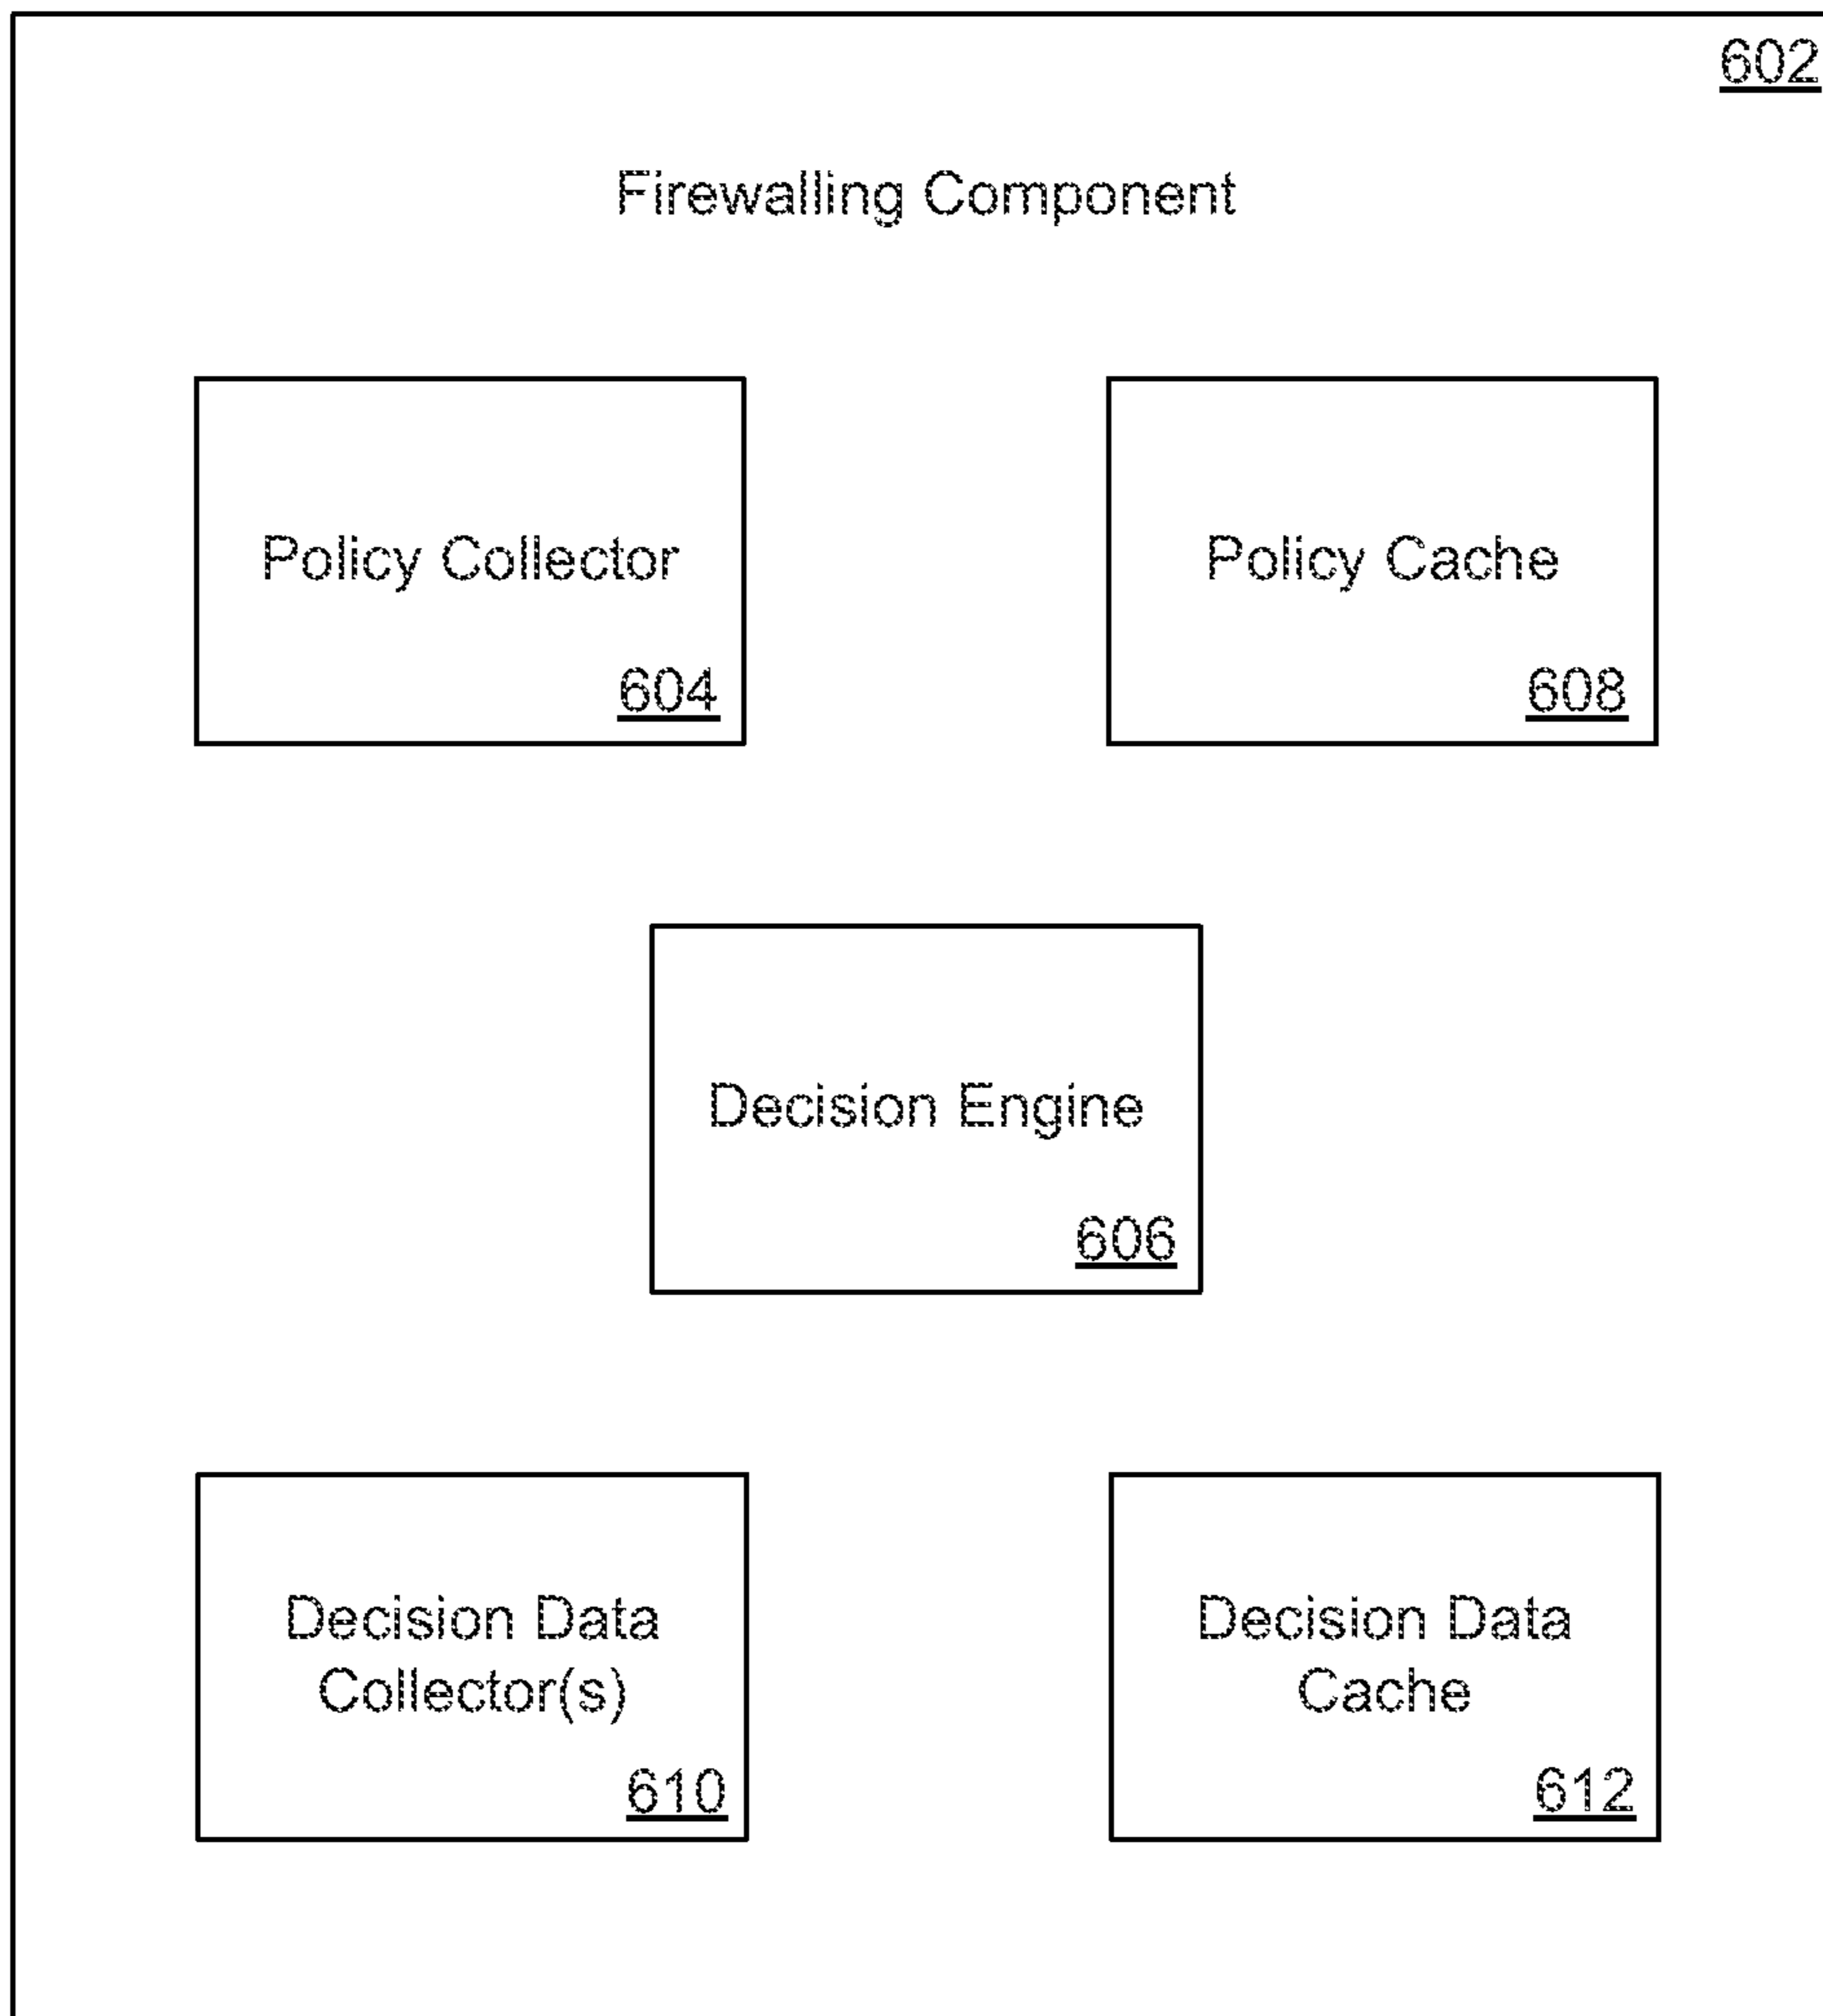 602
Firewalling Component
Policy Collector
604
Policy Cache
608
Decision Engine
606
Decision Data
Collector(s)
610
Decision Data
Cache
612